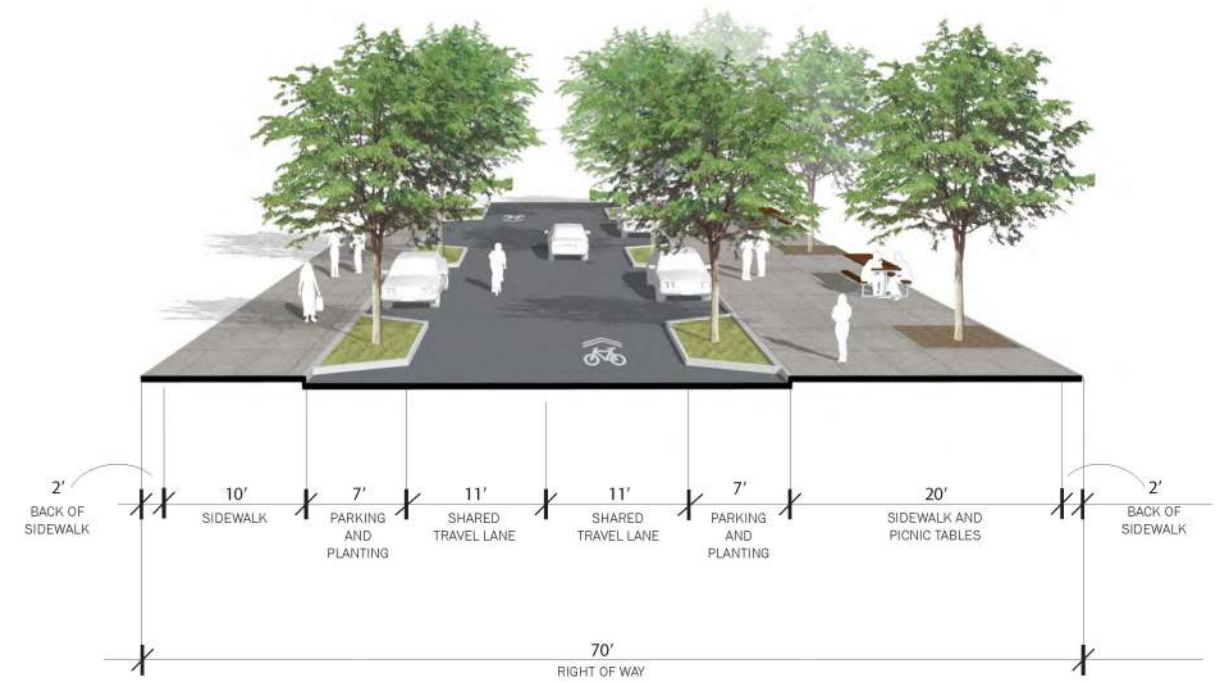 2’
BACK OF
SIDEWALK
10’
SIDEWALK
7’
PARKING
AND
PLANTING
11’
SHARED
TRAVEL LANE
11’
SHARED
TRAVEL LANE
7’
PARKING
AND
PLANTING
20’
SIDEWALK AND
PICNIC TABLES
2’
BACK OF
SIDEWALK
70’
RIGHT OF WAY